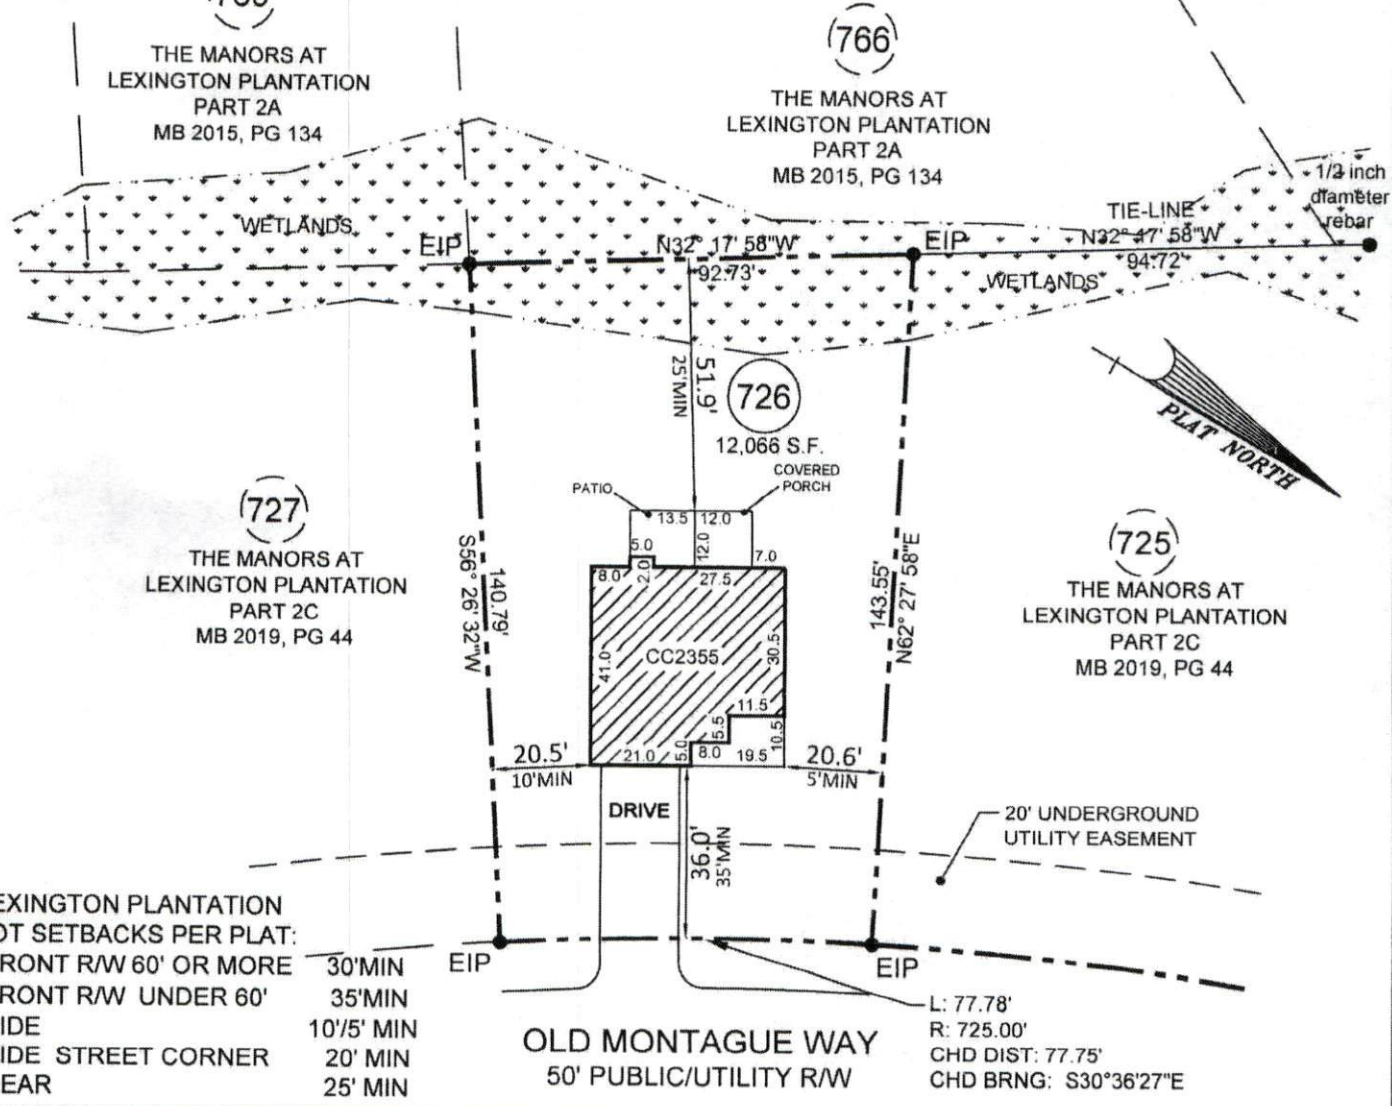 THE MANORS AT
LEXINGTON PLANTATION
PART 2A
MB 2015, PG 134
766
THE MANORS AT
LEXINGTON PLANTATION
PART 2A
MB 2015, PG 134
1/2 inch
diameter
rebar
WETLANDS
EIP
N32° 17' 58"W
92.73'
EIP
TIE-LINE
N32° 17' 58"W
94.72'
WETLANDS
51.9'
25'MIN
726
12,066 S.F.
PLAT NORTH
PATIO
COVERED
PORCH
727
THE MANORS AT
LEXINGTON PLANTATION
PART 2C
MB 2019, PG 44
S56° 26' 32"W
140.79'
13.5
12.0
5.0
12.0
7.0
8.0
2.0
27.5
41.0
CC2355
30.5
11.5
5.5
10.5
21.0
5.0
8.0
19.5
143.55'
N62° 27' 58"E
725
THE MANORS AT
LEXINGTON PLANTATION
PART 2C
MB 2019, PG 44
20.5'
10'MIN
20.6'
5'MIN
DRIVE
39.0'
35'MIN
20' UNDERGROUND
UTILITY EASEMENT
EXINGTON PLANTATION
OT SETBACKS PER PLAT:
RONT R/W 60' OR MORE 30'MIN
RONT R/W UNDER 60' 35'MIN
IDE 10'/5' MIN
IDE STREET CORNER 20' MIN
EAR 25' MIN
EIP
EIP
OLD MONTAGUE WAY
50' PUBLIC/UTILITY R/W
L: 77.78'
R: 725.00'
CHD DIST: 77.75'
CHD BRNG: S30°36'27"E